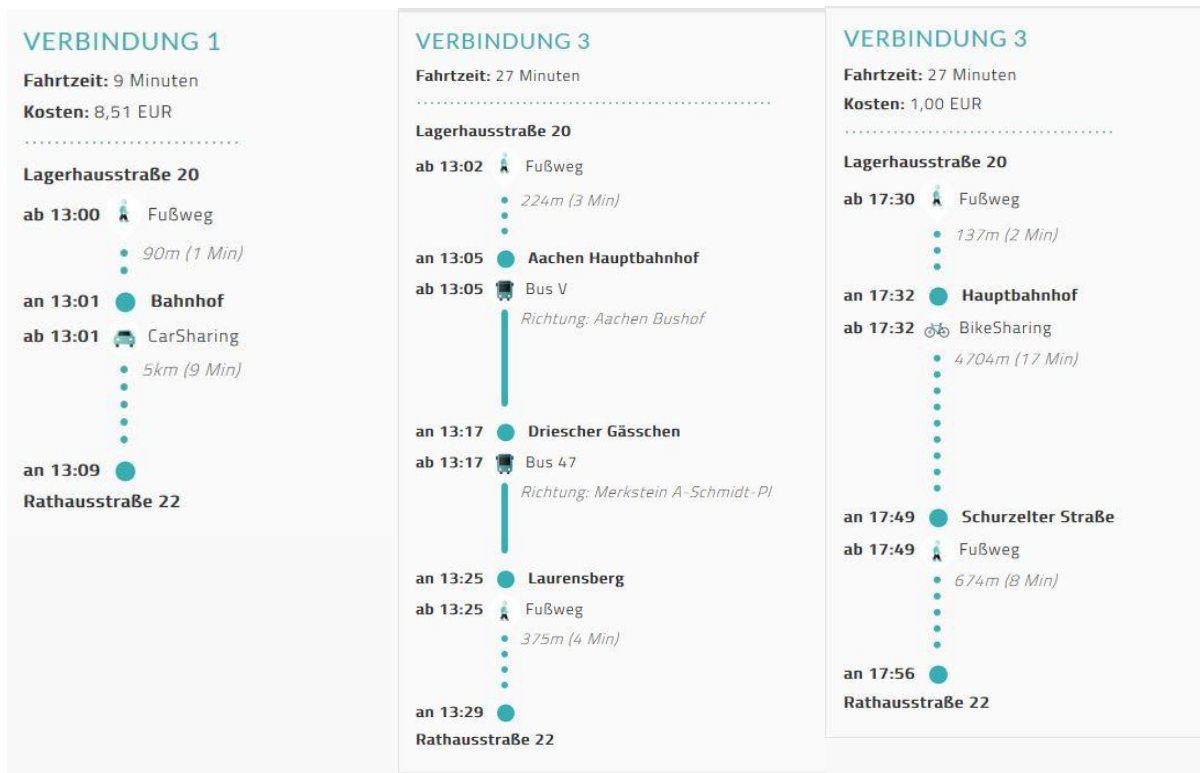 VERBINDUNG 1
Fahrtzeit: 9 Minuten
Kosten: 8,51 EUR
Lagerhausstraße 20
ab 13:00 Fußweg
90m (1 Min)
an 13:01 Bahnhof
ab 13:01 CarSharing
5km (9 Min)
an 13:09
Rathausstraße 22
VERBINDUNG 3
Fahrtzeit: 27 Minuten
Lagerhausstraße 20
ab 13:02 Fußweg
224m (3 Min)
an 13:05 Aachen Hauptbahnhof
ab 13:05 Bus V
Richtung: Aachen Bushof
an 13:17 Driescher Gässchen
ab 13:17 Bus 47
Richtung: Merkstein A-Schmidt-Pl
an 13:25 Laurensberg
ab 13:25 Fußweg
375m (4 Min)
an 13:29
Rathausstraße 22
VERBINDUNG 3
Fahrtzeit: 27 Minuten
Kosten: 1,00 EUR
Lagerhausstraße 20
ab 17:30 Fußweg
137m (2 Min)
an 17:32 Hauptbahnhof
ab 17:32 BikeSharing
4704m (17 Min)
an 17:49 Schurzelter Straße
ab 17:49 Fußweg
674m (8 Min)
an 17:56
Rathausstraße 22